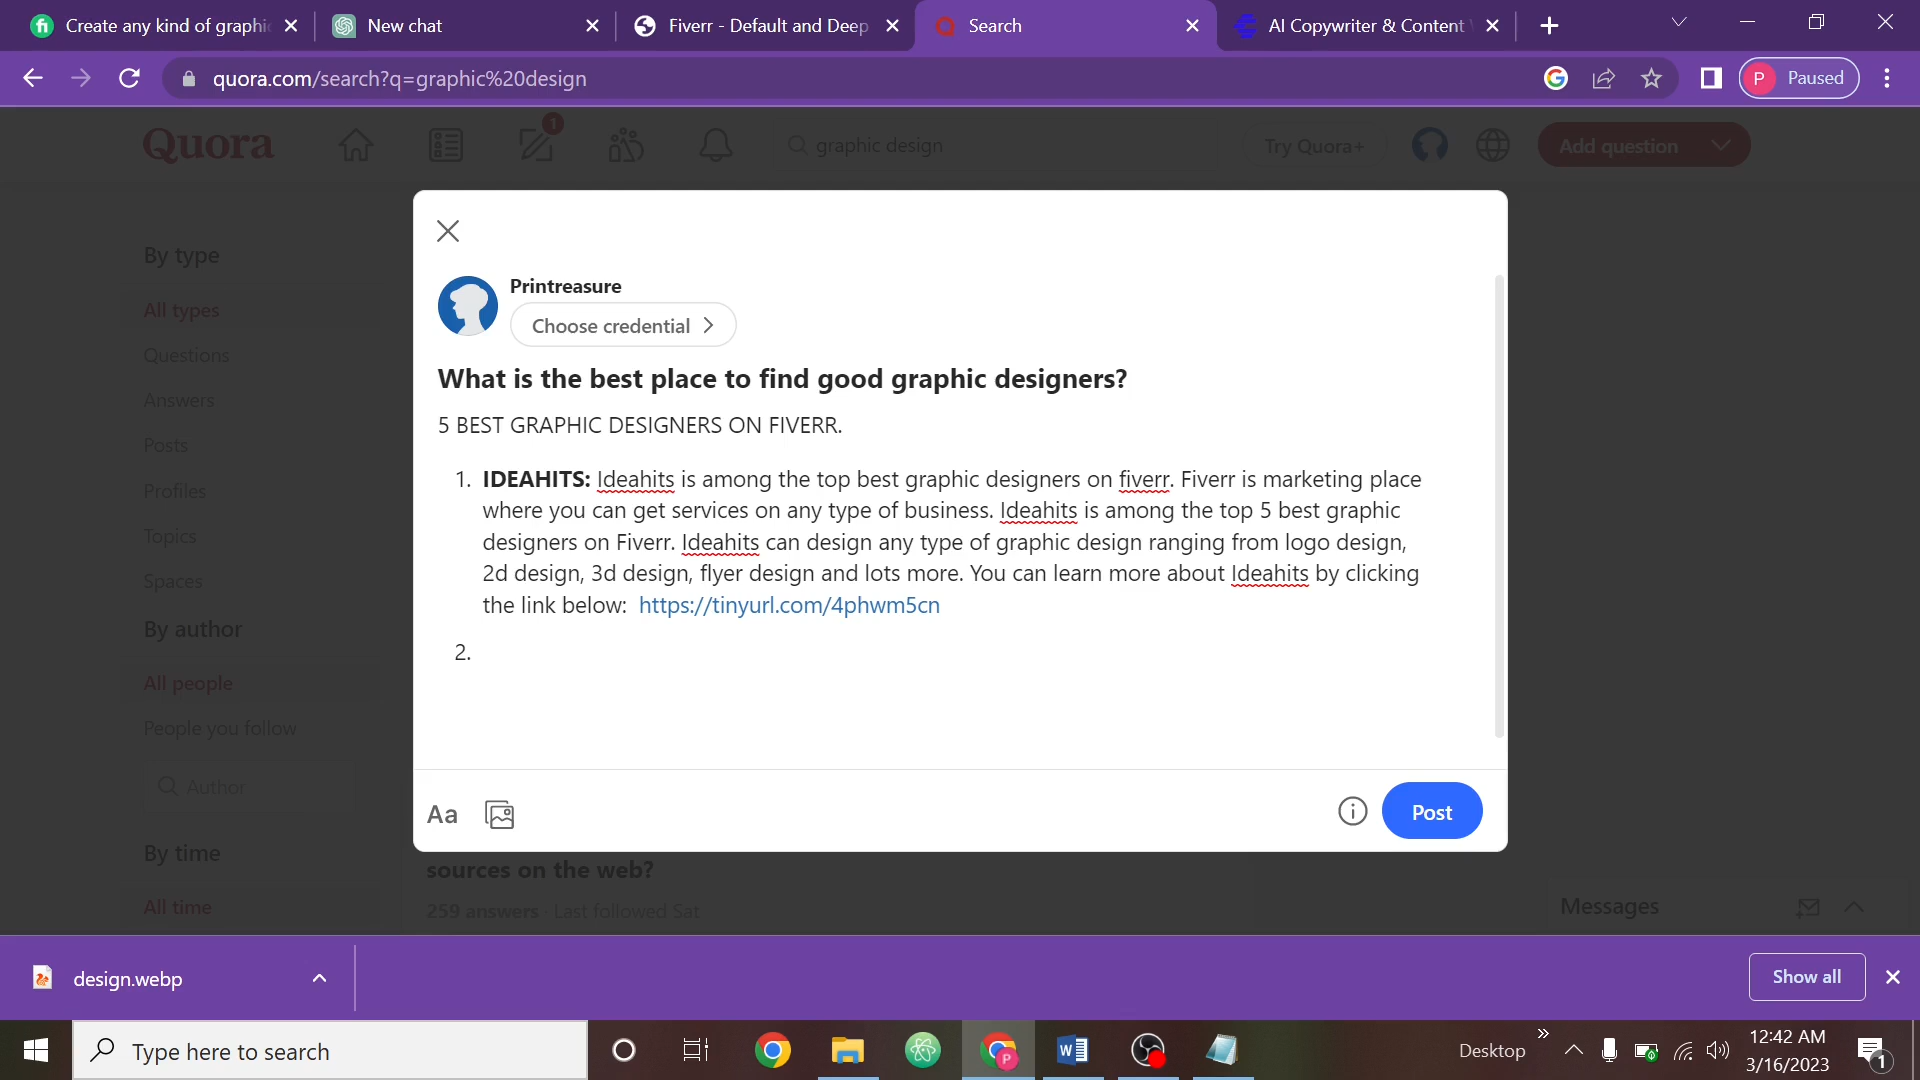 Create any kind of graphi
New chat
Fiverr - Default and Deep
Search
AI Copywriter & Content
quora.com/search?q=graphic%20design
P Paused
Quora
1
graphic design
Try Quora+
Add question
By type
All types
Questions
Answers
Posts
Profiles
Topics
Spaces
By author
All people
People you follow
Author
By time
All time
Printreasure
Choose credential
What is the best place to find good graphic designers?
5 BEST GRAPHIC DESIGNERS ON FIVERR.
1. IDEAHITS: Ideahits is among the top best graphic designers on fiverr. Fiverr is marketing place
where you can get services on any type of business. Ideahits is among the top 5 best graphic
designers on Fiverr. Ideahits can design any type of graphic design ranging from logo design,
2d design, 3d design, flyer design and lots more. You can learn more about Ideahits by clicking
the link below: https://tinyurl.com/4phwm5cn
2.
Aa
Post
sources on the web?
259 answers Last followed Sat
Messages
design.webp
Show all
Type here to search
Desktop
12:42 AM
3/16/2023
1